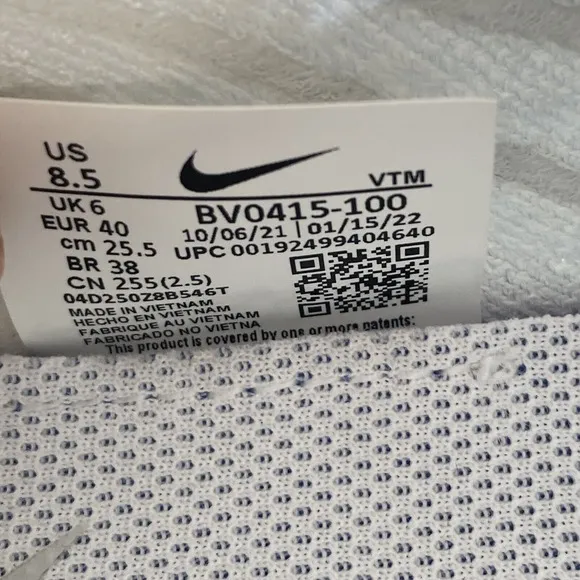 US
8.5
VTM
UK 6
BV0415-100
EUR 40
10/06/21 | 01/15/22
cm 25.5
UPC 00192499404640
BR 38
CN 255(2.5)
04D250Z8B546T
MADE IN VIETNAM
HECHO EN VIETNAM
FABRIQUE AU VIETNAM
FABRICADO NO VIETNA
This product is covered by one or more patents: